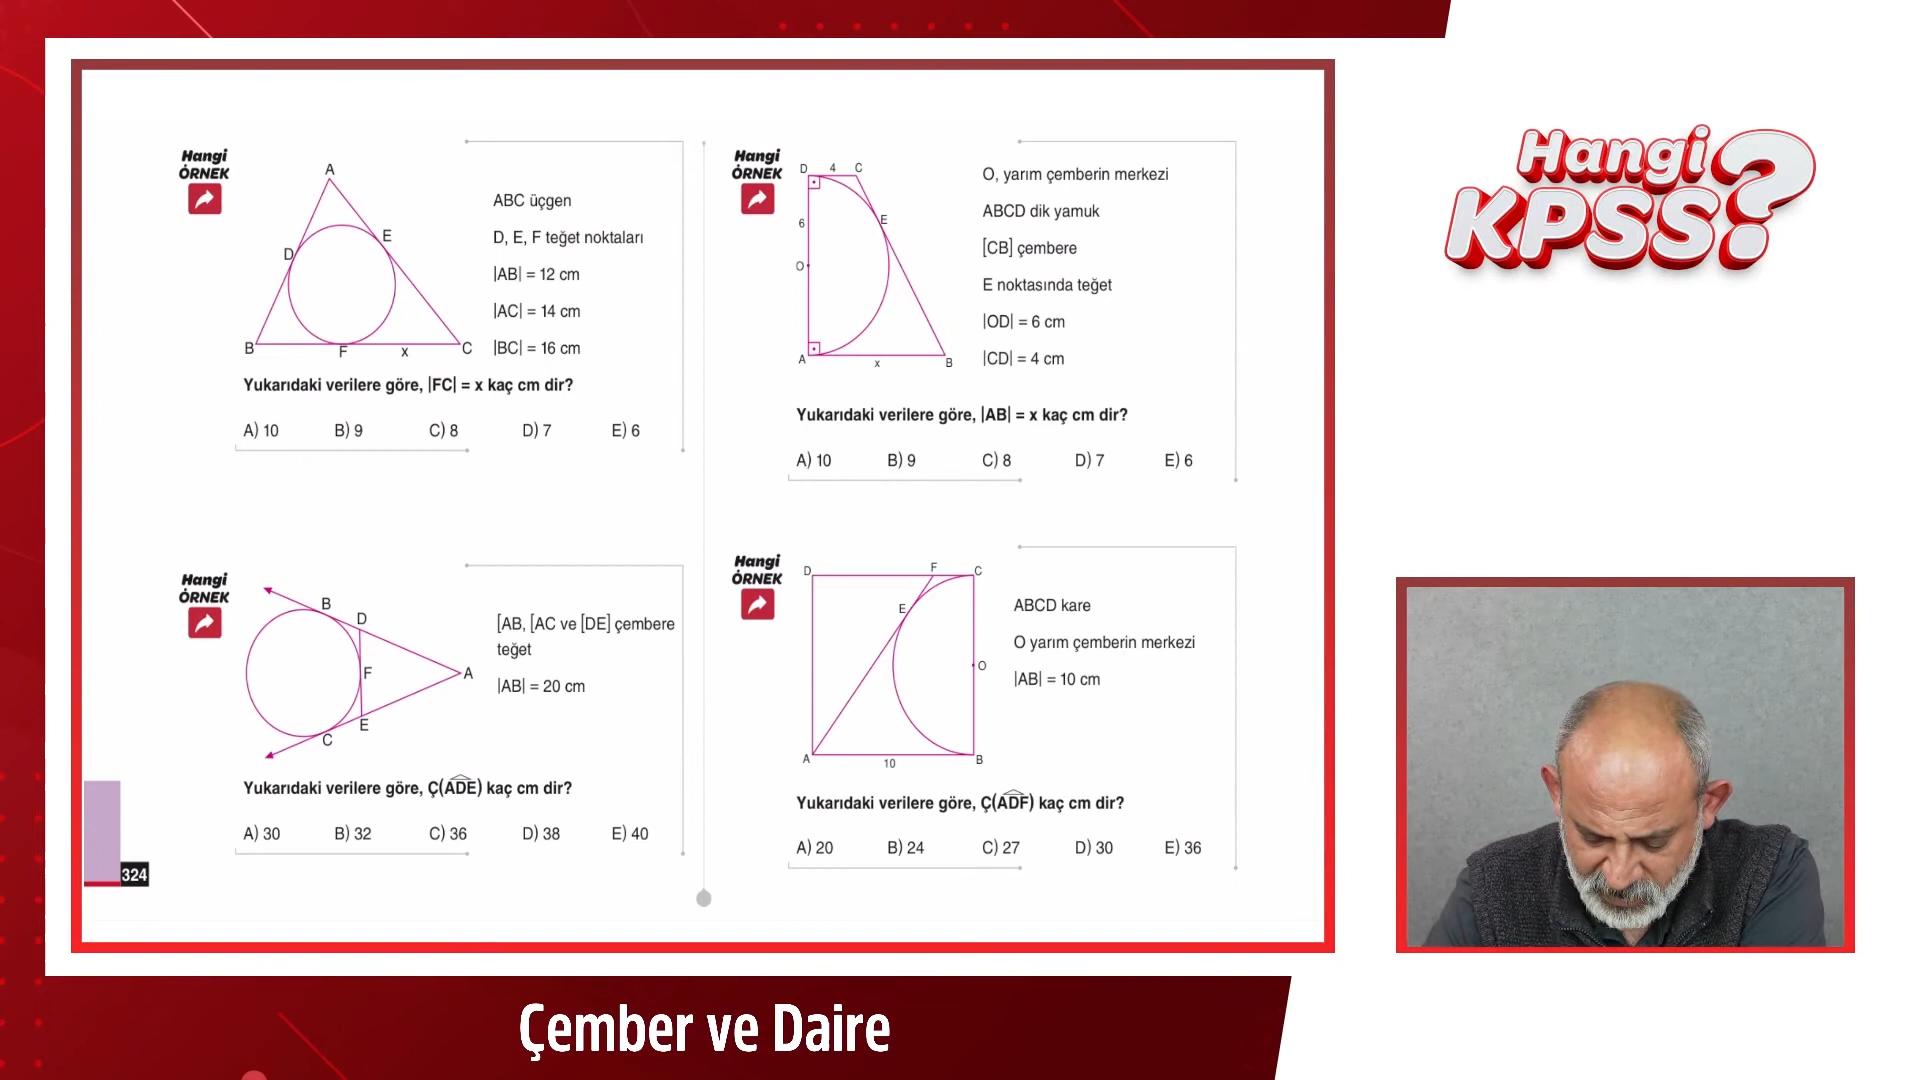 Hangi
ÖRNEK
A
D
E
B
F
x
C
ABC üçgen
D, E, F teğet noktaları
|AB| = 12 cm
|AC| = 14 cm
|BC| = 16 cm
Yukarıdaki verilere göre, |FC| = x kaç cm dir?
A) 10 B) 9 C) 8 D) 7 E) 6
Hangi
ÖRNEK
B
D
F
A
E
C
[AB, [AC ve [DE] çembere
teğet
|AB| = 20 cm
Yukarıdaki verilere göre, Ç(ADE) kaç cm dir?
A) 30 B) 32 C) 36 D) 38 E) 40
324
Hangi
ÖRNEK
D 4 C
6
E
O
A
x
B
O, yarım çemberin merkezi
ABCD dik yamuk
[CB] çembere
E noktasında teğet
|OD| = 6 cm
|CD| = 4 cm
Yukarıdaki verilere göre, |AB| = x kaç cm dir?
A) 10 B) 9 C) 8 D) 7 E) 6
Hangi
ÖRNEK
D F C
E
O
A 10 B
ABCD kare
O yarım çemberin merkezi
|AB| = 10 cm
Yukarıdaki verilere göre, Ç(ADF) kaç cm dir?
A) 20 B) 24 C) 27 D) 30 E) 36
Hangi
KPSS?
Çember ve Daire